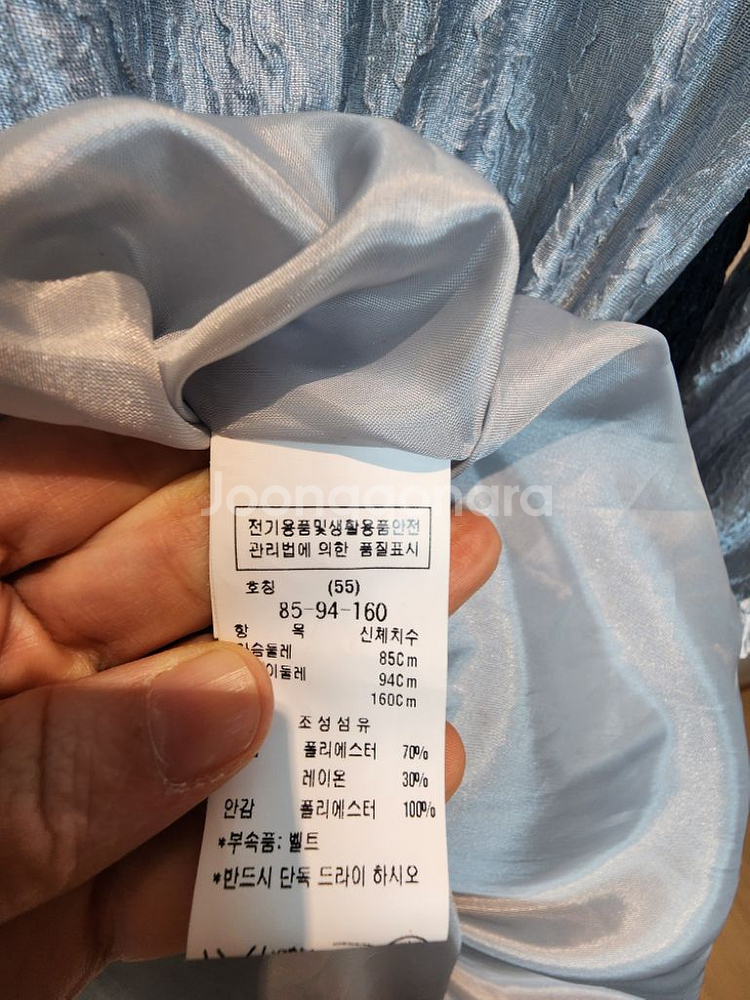 Joonggonara
전기용품및생활용품안전
관리법에 의한 품질표시
호칭 (55)
85-94-160
항 목 신체치수
85Cm
94Cm
160Cm
조성섬유
폴리에스터 70%
레이온 30%
안감 폴리에스터 100%
*부속품: 벨트
*반드시 단독 드라이 하시오